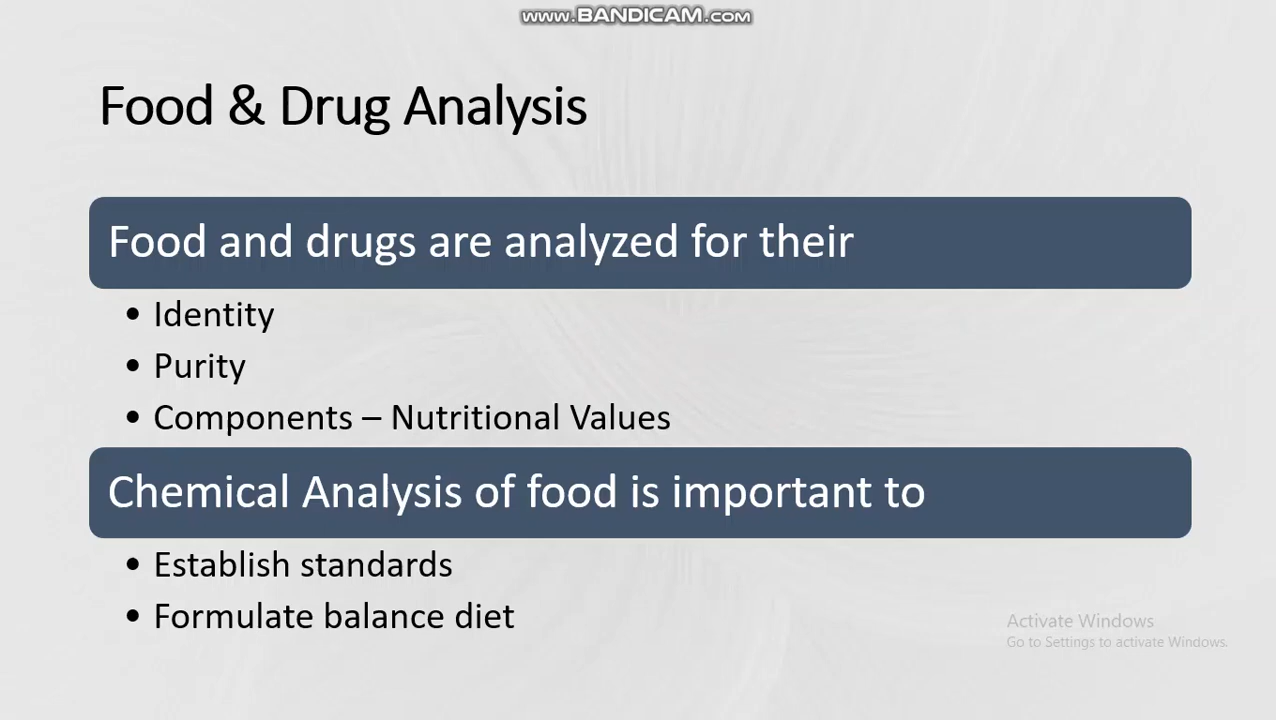 www.BANDICAM.com
Food & Drug Analysis
Food and drugs are analyzed for their
• Identity
• Purity
• Components – Nutritional Values
Chemical Analysis of food is important to
• Establish standards
• Formulate balance diet
Activate Windows
Go to Settings to activate Windows.